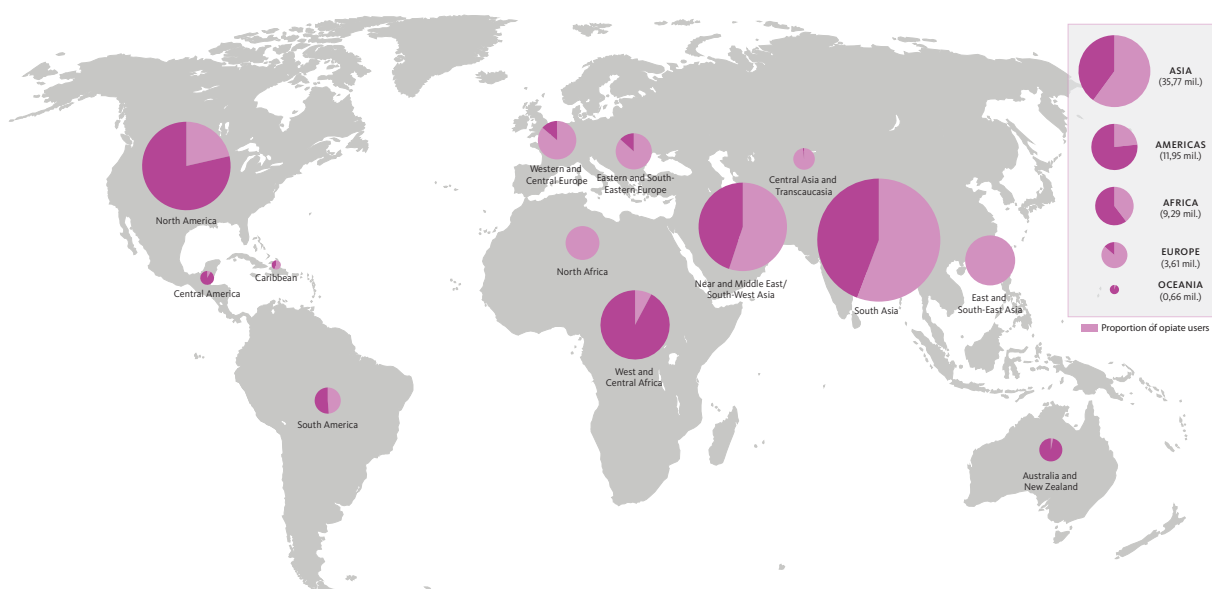 North America
Central America
Caribbean
South America
Western and
Central Europe
Eastern and South-
Eastern Europe
North Africa
West and
Central Africa
Near and Middle East/
South-West Asia
Central Asia and
Transcaucasia
South Asia
East and
South-East Asia
Australia and
New Zealand
ASIA
(35,77 mil.)
AMERICAS
(11,95 mil.)
AFRICA
(9,29 mil.)
EUROPE
(3,61 mil.)
OCEANIA
(0,66 mil.)
Proportion of opiate users